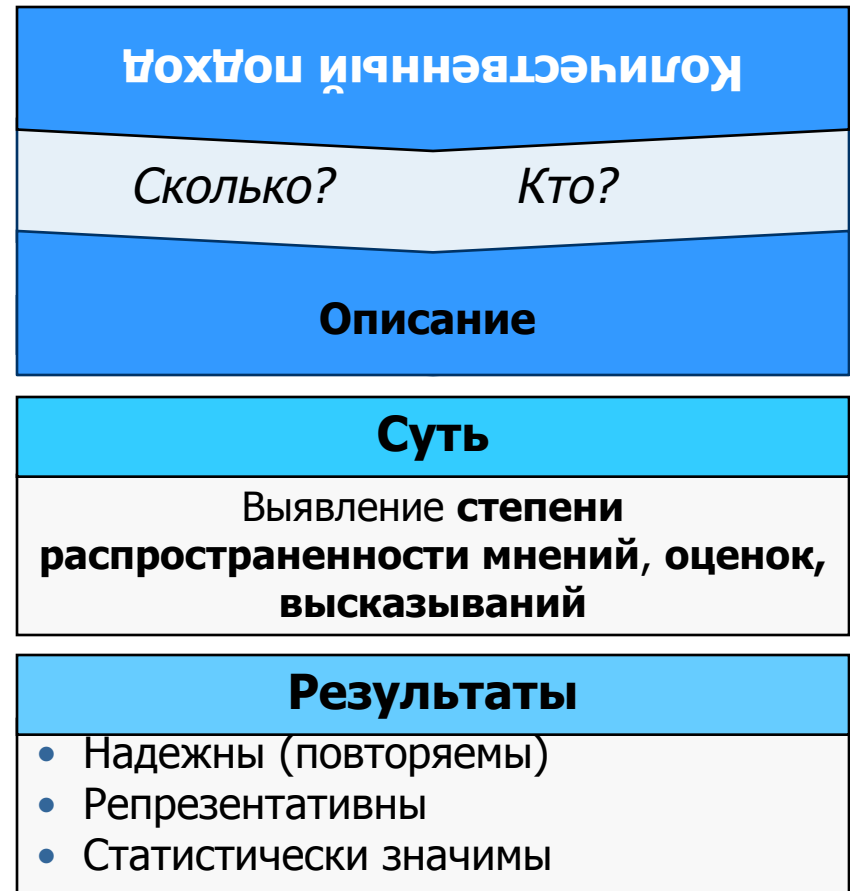 Количественный подход
Сколько? Кто?
Описание
Суть
Выявление степени
распространенности мнений, оценок,
высказываний
Результаты
• Надежны (повторяемы)
• Репрезентативны
• Статистически значимы